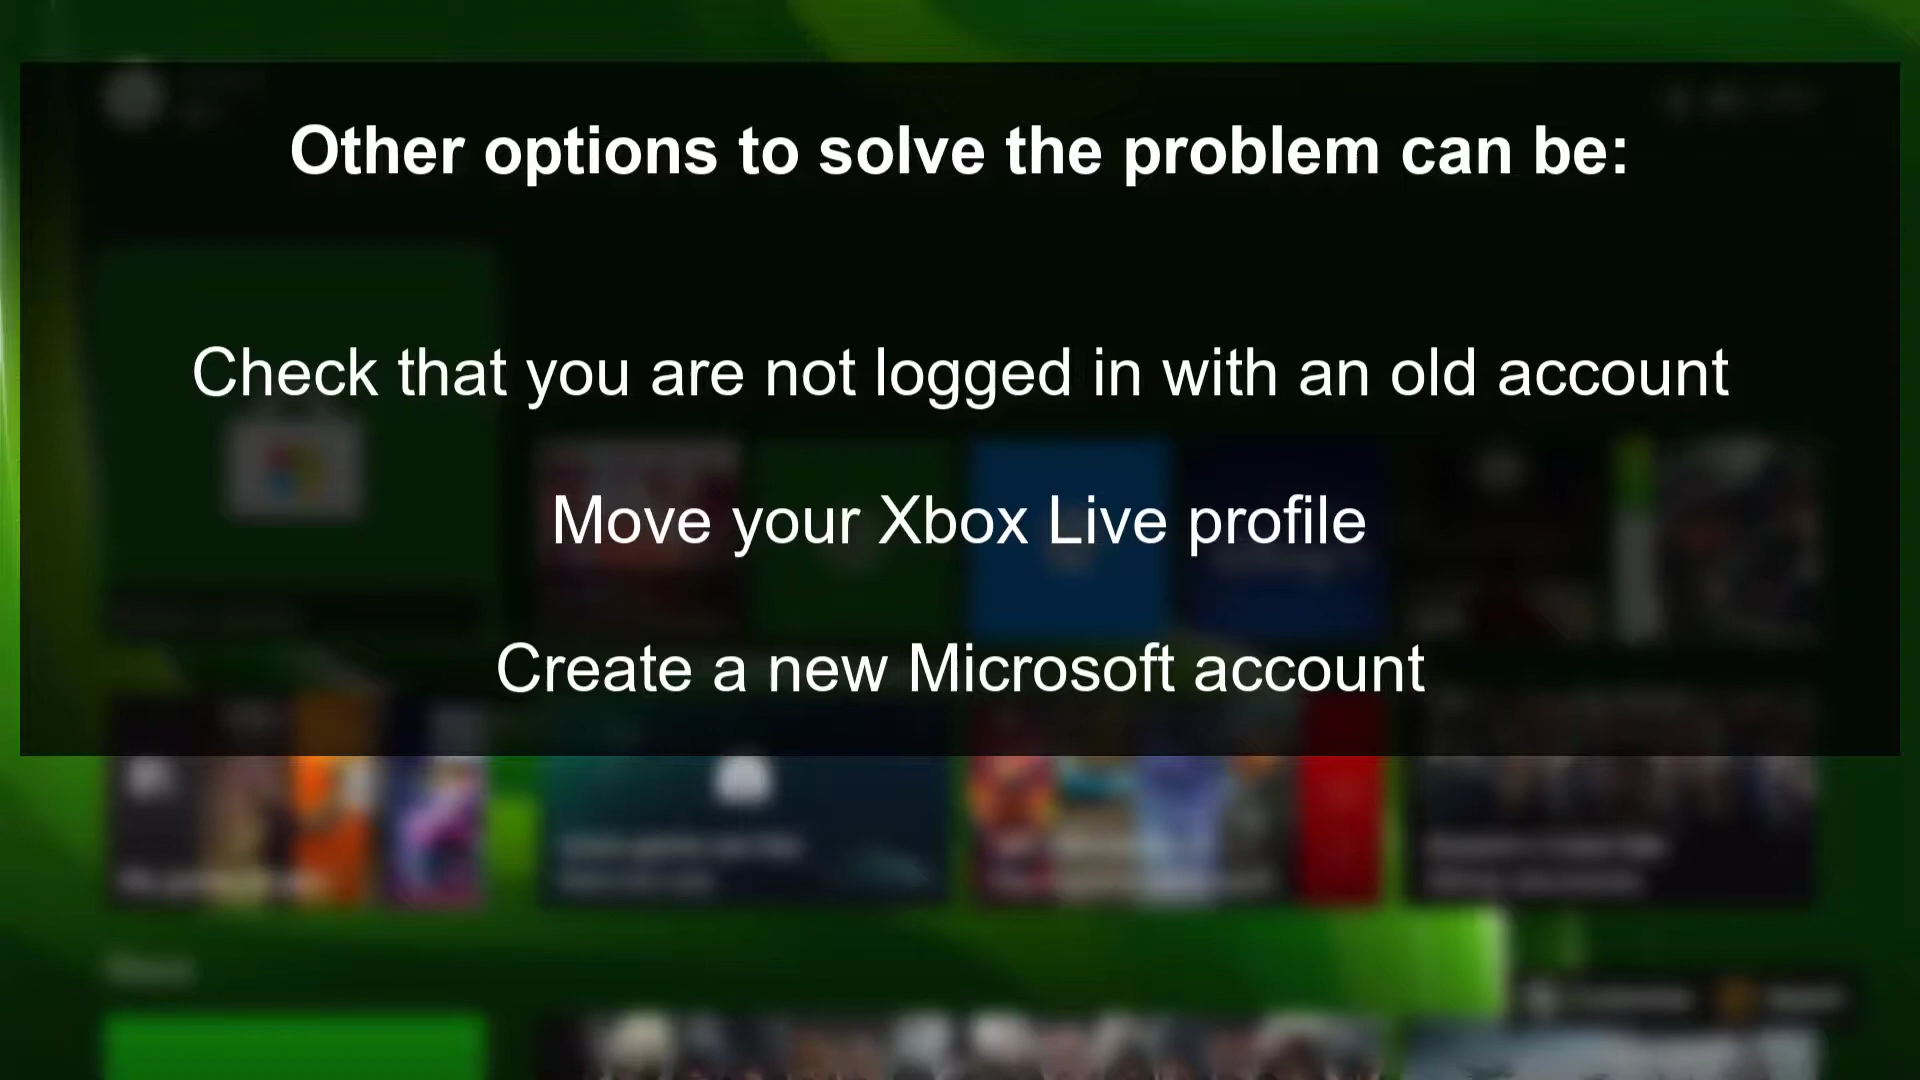 Other options to solve the problem can be:
Check that you are not logged in with an old account
Move your Xbox Live profile
Create a new Microsoft account